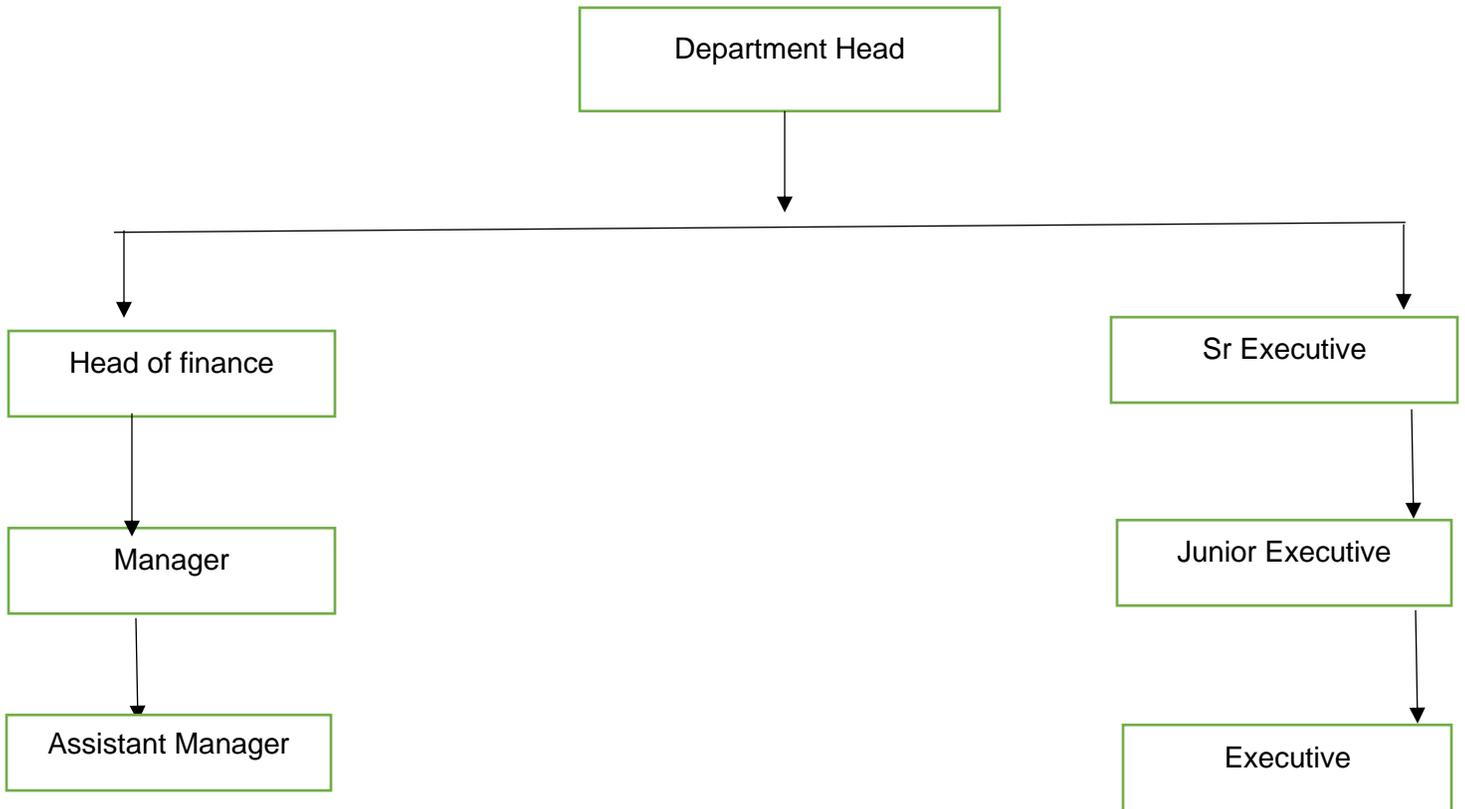 Department Head
Head of finance
Sr Executive
Manager
Junior Executive
Assistant Manager
Executive